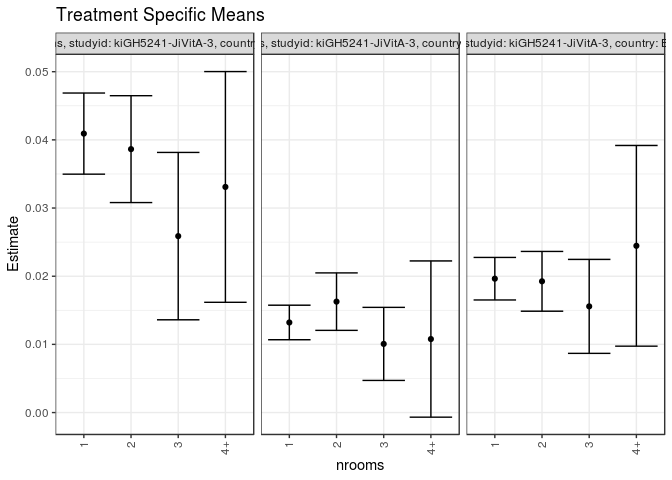 Treatment Specific Means
s, studyid: kiGH5241-JiVitA-3, countr
s, studyid: kiGH5241-JiVitA-3, country
studyid: kiGH5241-JiVitA-3, country: B
0.05
0.04
0.03
0.02
0.01
0.00
Estimate
1 2 3 4+ 1 2 3 4+ 1 2 3 4+
nrooms